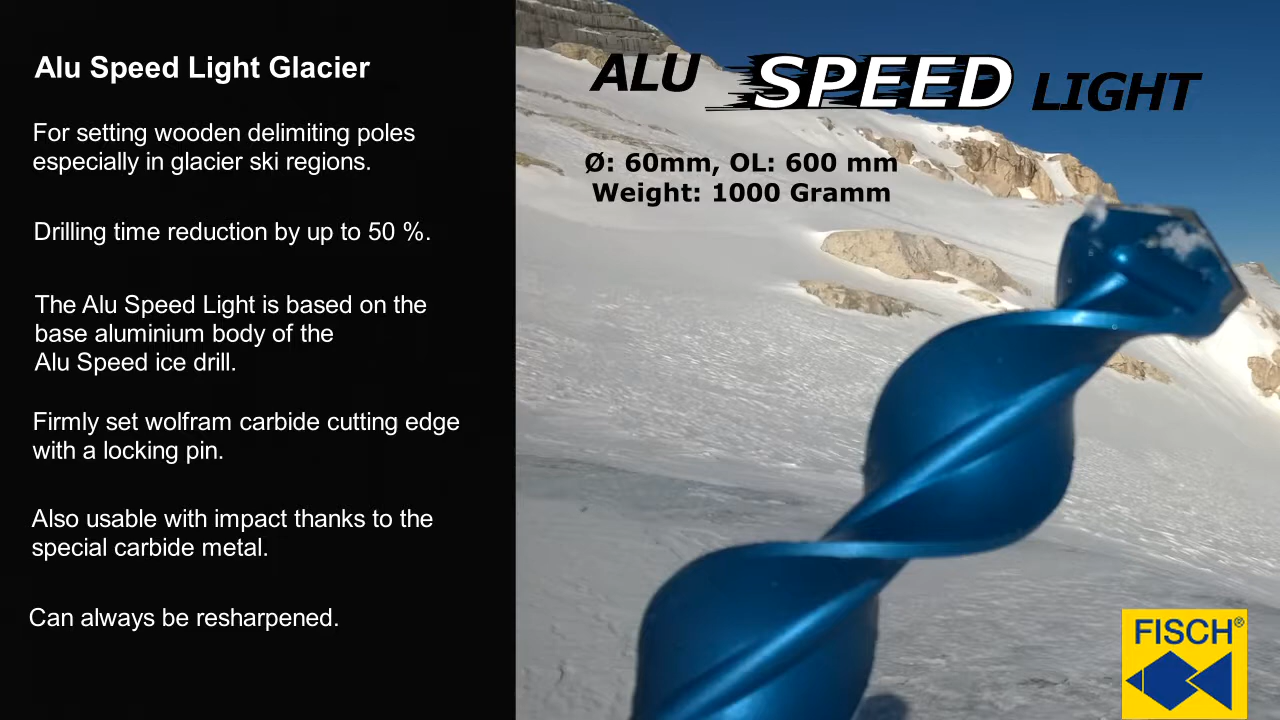 Alu Speed Light Glacier
For setting wooden delimiting poles
especially in glacier ski regions.
Drilling time reduction by up to 50 %.
The Alu Speed Light is based on the
base aluminium body of the
Alu Speed ice drill.
Firmly set wolfram carbide cutting edge
with a locking pin.
Also usable with impact thanks to the
special carbide metal.
Can always be resharpened.
ALU SPEED LIGHT
Ø: 60mm, OL: 600 mm
Weight: 1000 Gramm
FISCH®